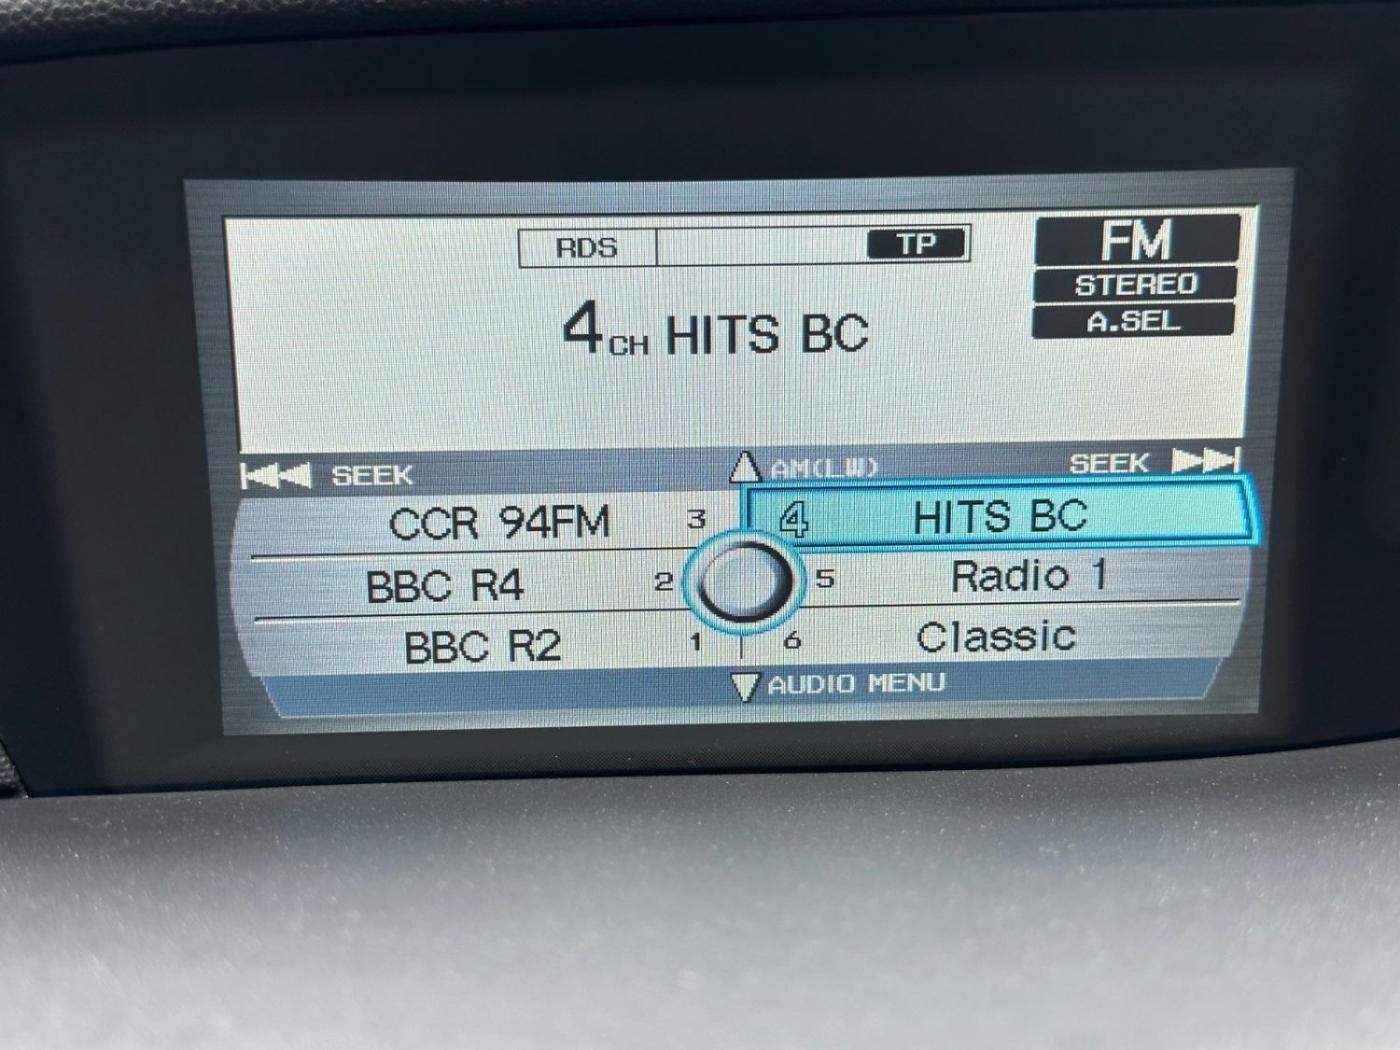 RDS TP FM
STEREO
4CH HITS BC A.SEL
SEEK AM(LW) SEEK
CCR 94FM 3 4 HITS BC
BBC R4 2 5 Radio 1
BBC R2 1 6 Classic
AUDIO MENU